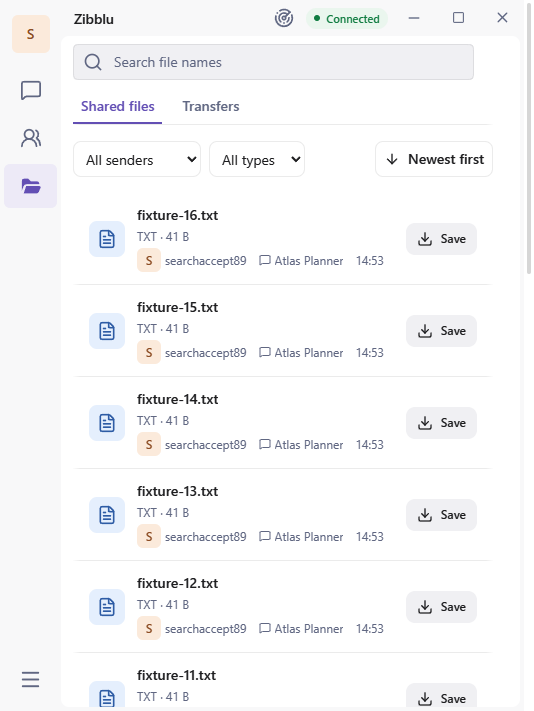 S
Zibblu
Connected
Search file names
Shared files
Transfers
All senders
All types
Newest first
fixture-16.txt
TXT · 41 B
S searchaccept89 Atlas Planner 14:53
Save
fixture-15.txt
TXT · 41 B
S searchaccept89 Atlas Planner 14:53
Save
fixture-14.txt
TXT · 41 B
S searchaccept89 Atlas Planner 14:53
Save
fixture-13.txt
TXT · 41 B
S searchaccept89 Atlas Planner 14:53
Save
fixture-12.txt
TXT · 41 B
S searchaccept89 Atlas Planner 14:53
Save
fixture-11.txt
TXT · 41 B
Save